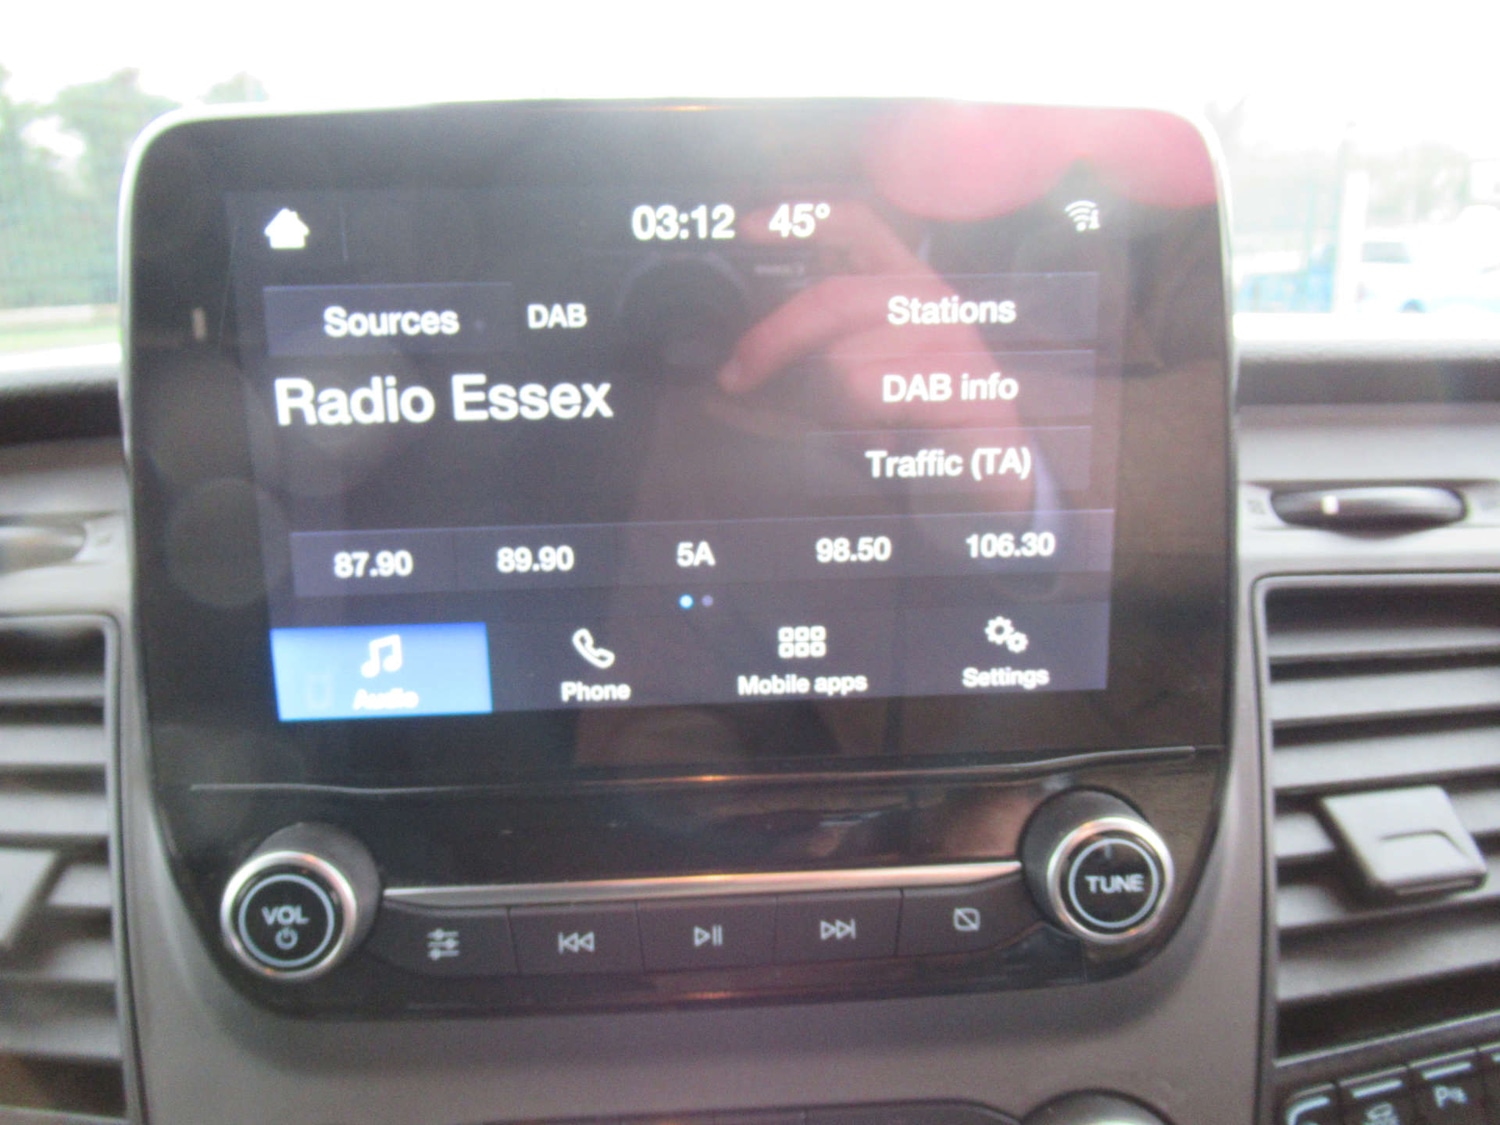 03:12 45°
Sources DAB Stations
Radio Essex DAB info
Traffic (TA)
87.90 89.90 5A 98.50 106.30
Audio Phone Mobile apps Settings
VOL TUNE